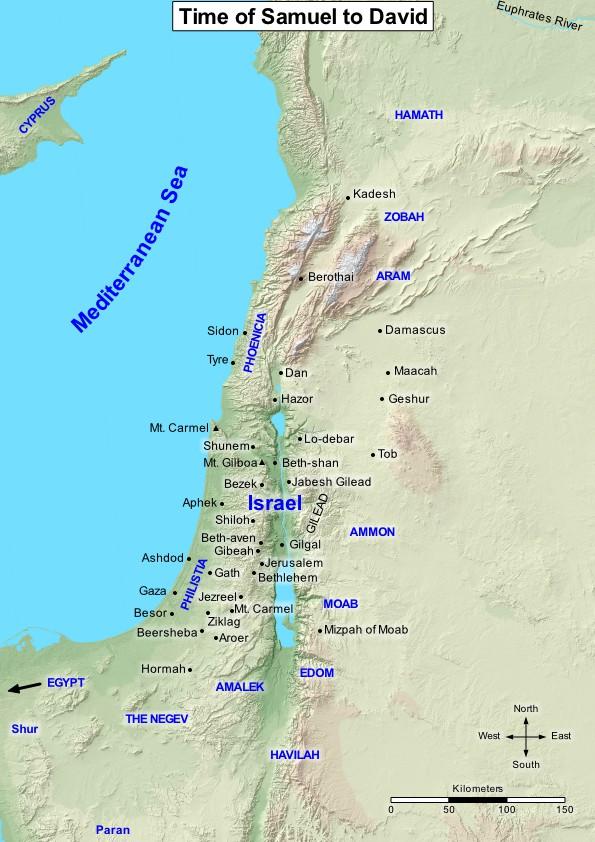 Time of Samuel to David
Euphrates River
CYPRUS
HAMATH
Mediterranean Sea
Kadesh
ZOBAH
Berothai
ARAM
Sidon
PHOENICIA
Damascus
Tyre
Dan
Maacah
Hazor
Geshur
Mt. Carmel
Lo-debar
Shunem
Tob
Mt. Gilboa
Beth-shan
Bezek
Jabesh Gilead
Israel
GILEAD
Aphek
Shiloh
AMMON
Beth-aven
Gilgal
Gibeah
Ashdod
Jerusalem
PHILISTIA
Gath
Bethlehem
Gaza
Jezreel
MOAB
Mt. Carmel
Besor
Ziklag
Beersheba
Mizpah of Moab
Aroer
Hormah
EDOM
EGYPT
AMALEK
THE NEGEV
Shur
North
West
East
South
HAVILAH
Kilometers
0 50 100 150
Paran